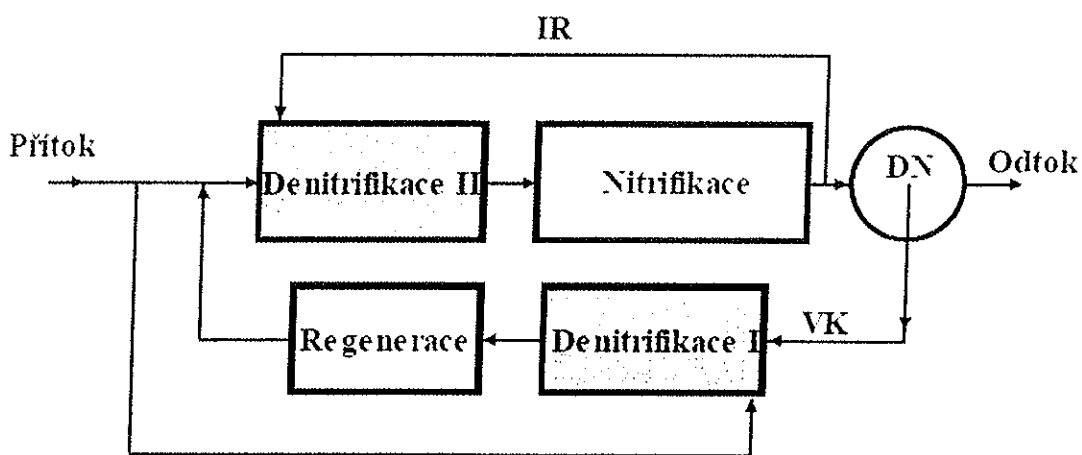 IR
Přítok
Denitrifikace II
Nitrifikace
DN
Odtok
Regenerace
Denitrifikace I
VK